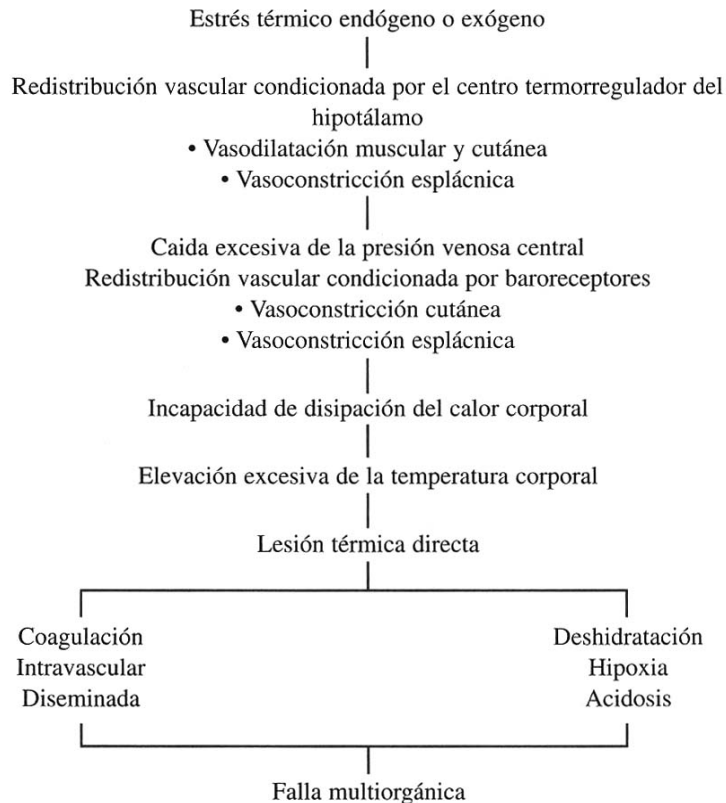 Estrés térmico endógeno o exógeno
Redistribución vascular condicionada por el centro termorregulador del
hipotálamo
• Vasodilatación muscular y cutánea
• Vasoconstricción esplácnica
Caida excesiva de la presión venosa central
Redistribución vascular condicionada por baroreceptores
• Vasoconstricción cutánea
• Vasoconstricción esplácnica
Incapacidad de disipación del calor corporal
Elevación excesiva de la temperatura corporal
Lesión térmica directa
Coagulación
Intravascular
Diseminada
Deshidratación
Hipoxia
Acidosis
Falla multiorgánica